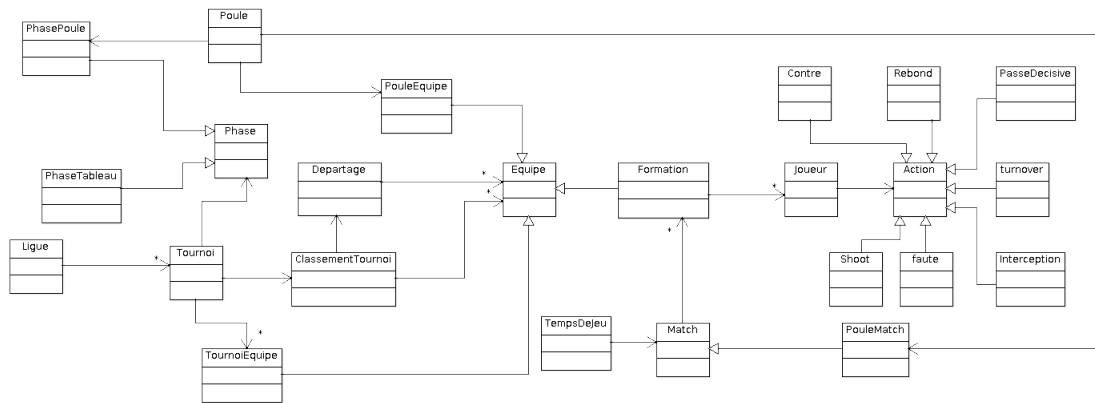 Poule
PhasePoule
Contre
Rebond
PasseDecisive
PouleEquipe
Phase
PhaseTableau
Departage
*
*
Equipe
Formation
*
Joueur
Action
turnover
*
Ligue
*
Tournoi
ClassementTournoi
Shoot
faute
Interception
*
TournoiEquipe
TempsDeJeu
Match
PouleMatch